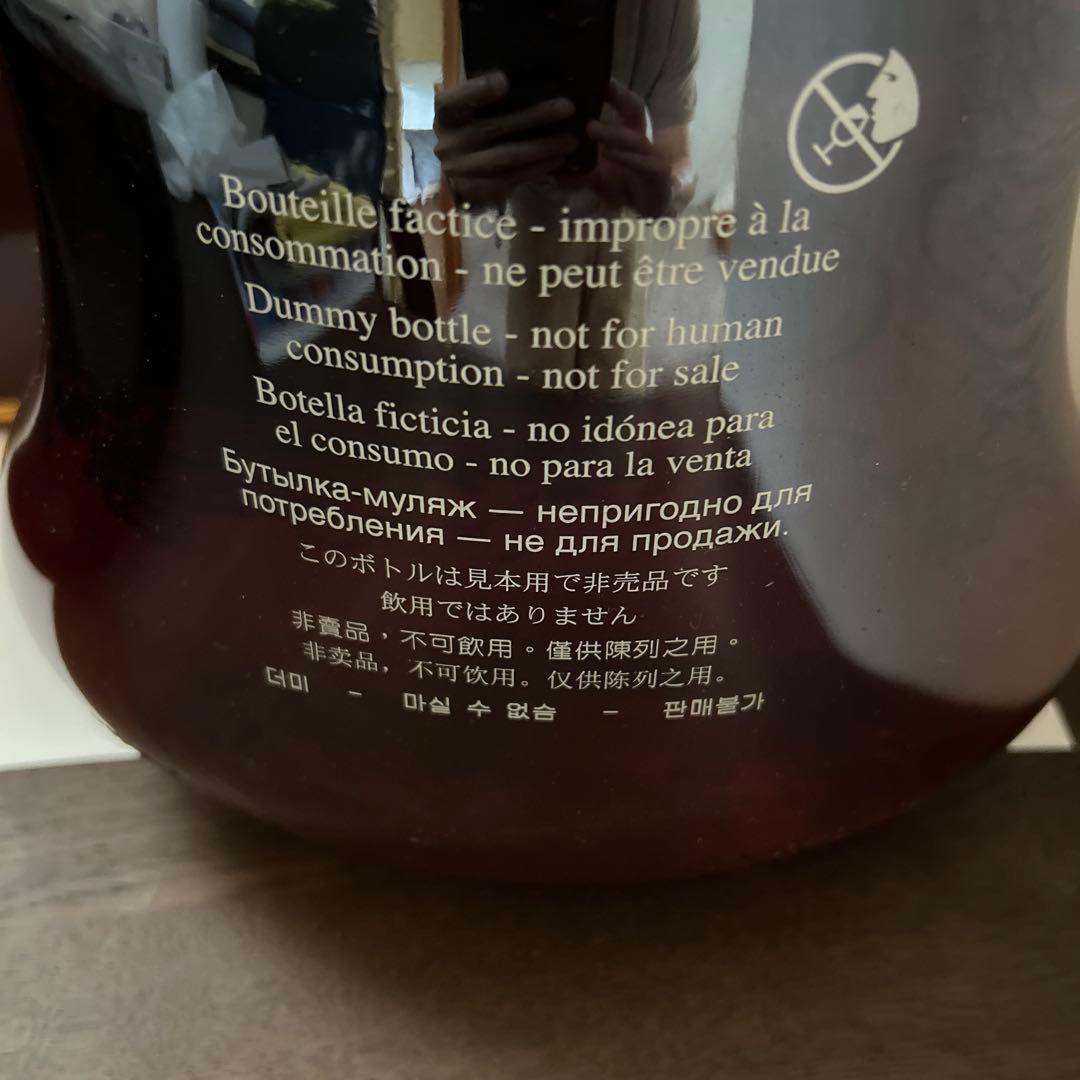 Bouteille factice - impropre à la
consommation - ne peut être vendue
Dummy bottle - not for human
consumption - not for sale
Botella ficticia - no idónea para
el consumo - no para la venta
Бутылка-муляж — непригодно для
потребления — не для продажи.
このボトルは見本用で非売品です
飲用ではありません
非賣品，不可飲用。僅供陳列之用。
非卖品，不可饮用。仅供陈列之用。
더미 – 마실 수 없슴 – 판매불가